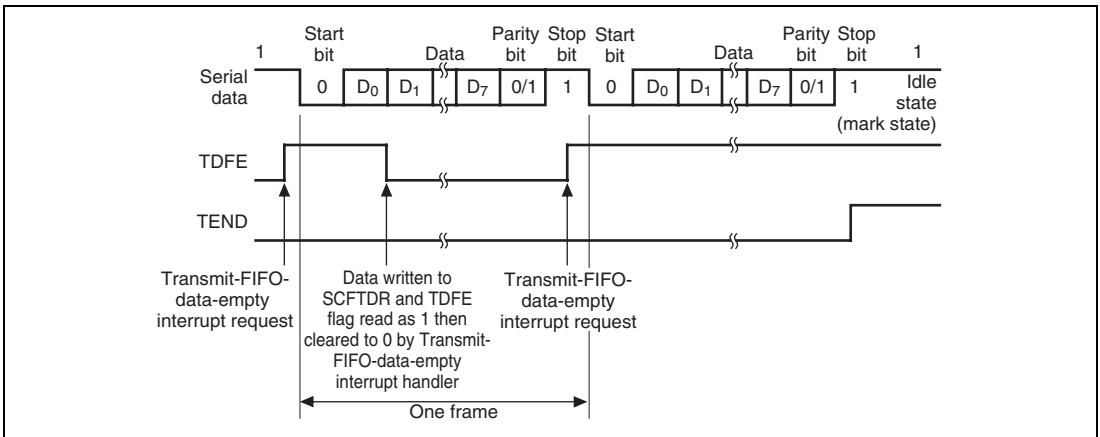 Start bit
Data
Parity bit
Stop bit
Start bit
Data
Parity bit
Stop bit
1
1
Serial data
0 D0 D1 D7 0/1 1 0 D0 D1 D7 0/1 1
Idle state (mark state)
TDFE
TEND
Transmit-FIFO-
data-empty
interrupt request
Data written to
SCFTDR and TDFE
flag read as 1 then
cleared to 0 by Transmit-
FIFO-data-empty
interrupt handler
Transmit-FIFO-
data-empty
interrupt request
One frame